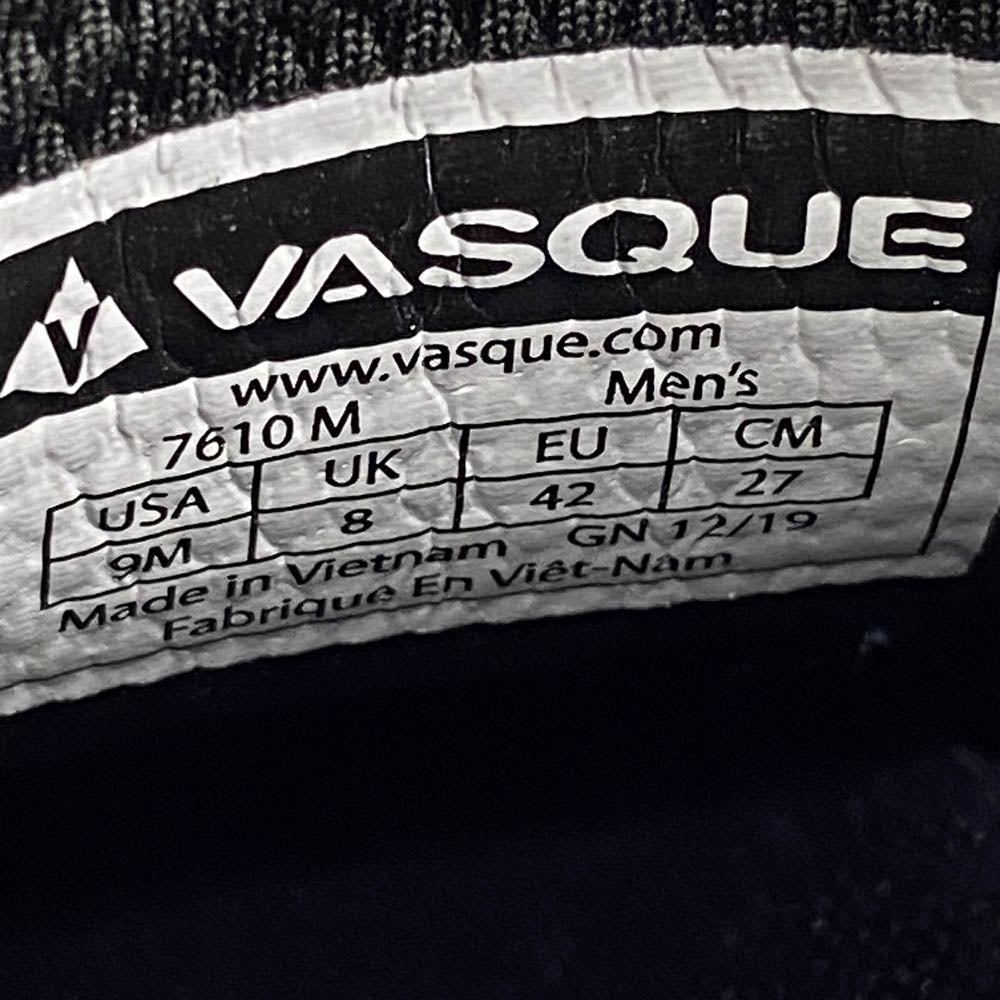 VASQUE
www.vasque.com
7610 M Men's
USA UK EU CM
9M 8 42 27
Made in Vietnam GN 12/19
Fabrique En Viêt-Nam